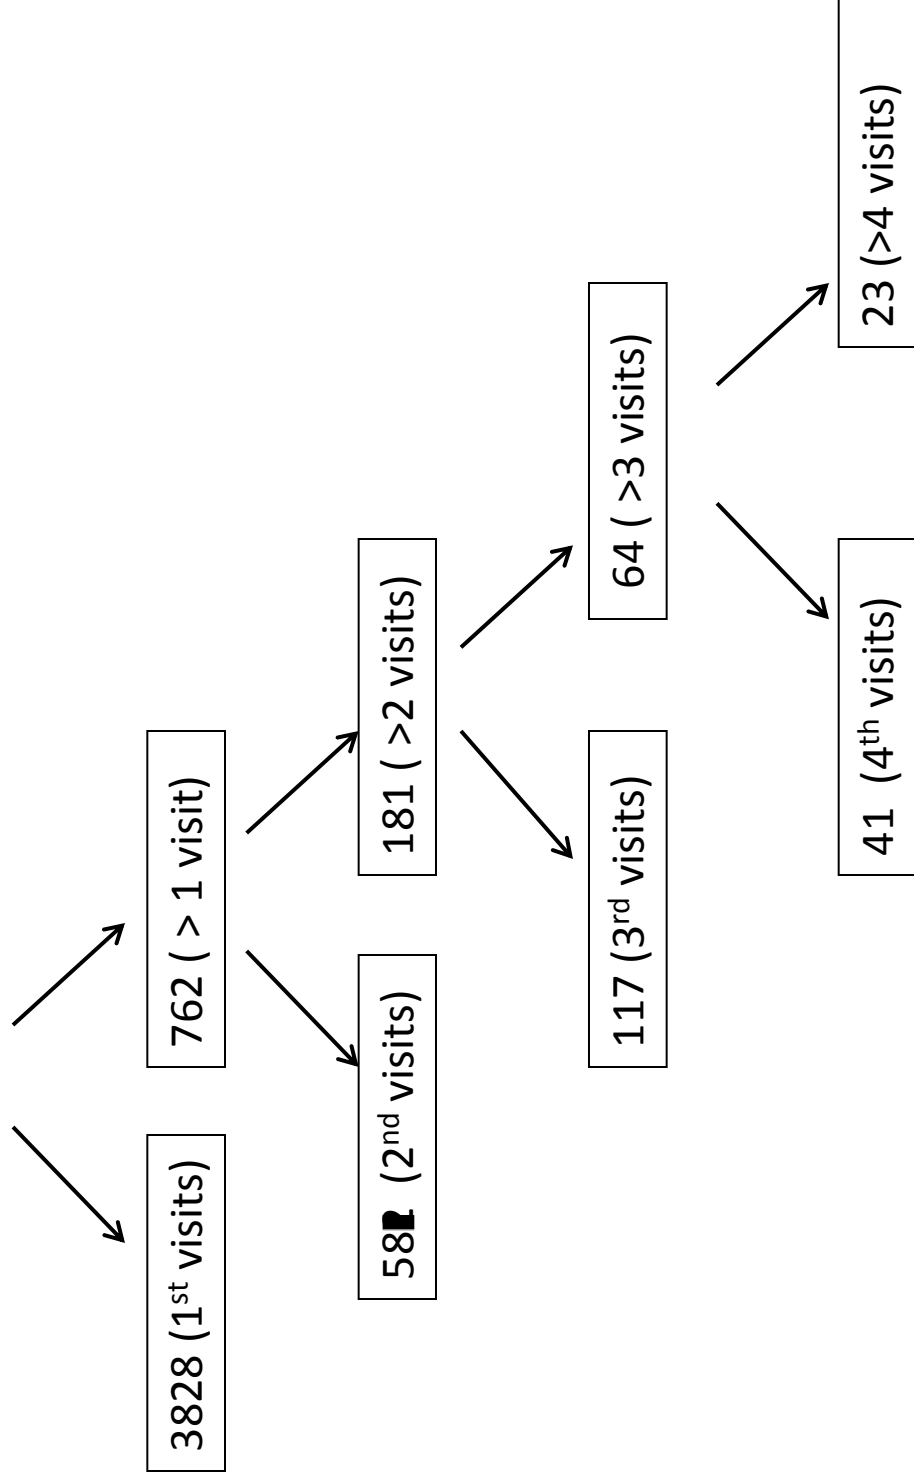 3828 (1st visits)
762 ( > 1 visit)
(2nd visits)
181 ( >2 visits)
117 (3rd visits)
64 ( >3 visits)
41 (4th visits)
23 (>4 visits)